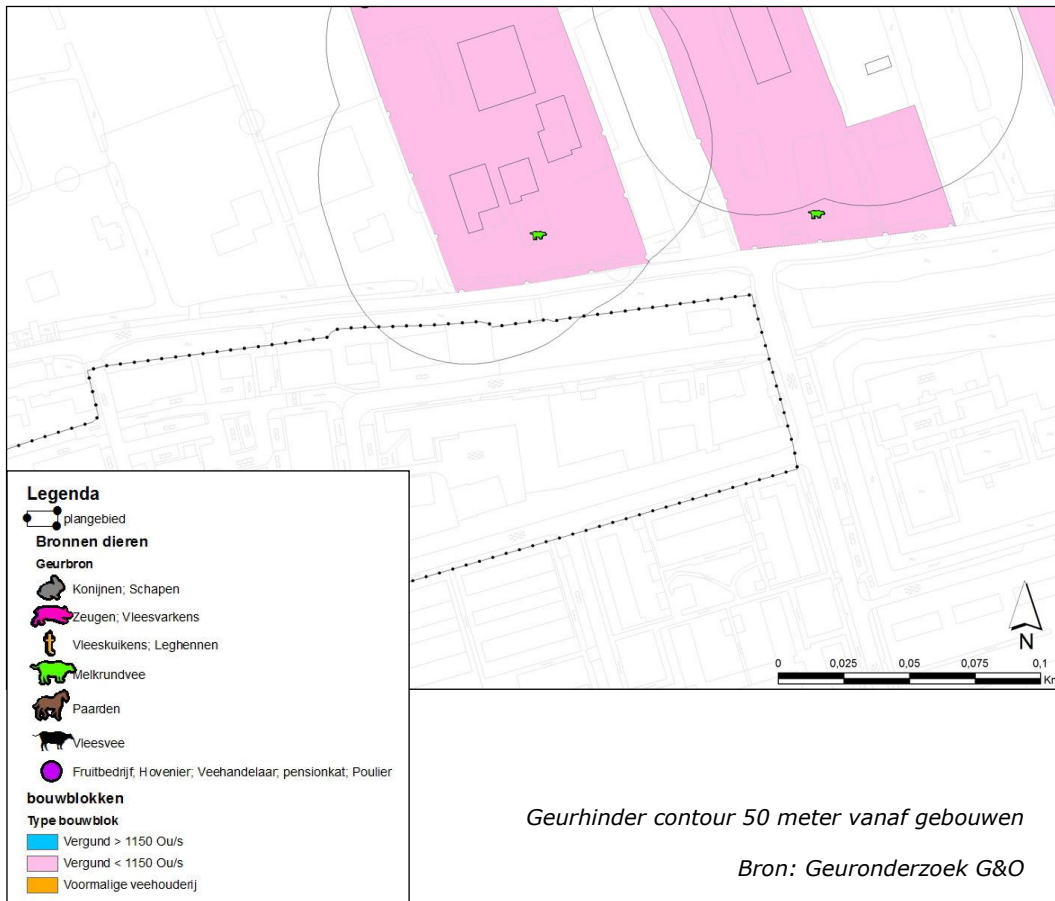 Legenda
plangebied
Bronnen dieren
Geurbron
Konijnen; Schapen
Zeugen; Vleesvarkens
Vleeskuikens; Leghennen
Melkrundvee
Paarden
Vleesvee
Fruitbedrijf; Hovenier; Veehandelaar; pensionkat; Poulier
bouwblokken
Type bouwblok
Vergund > 1150 Ou/s
Vergund < 1150 Ou/s
Voormalige veehouderij
N
0 0,025 0,05 0,075 0,1
Geurhinder contour 50 meter vanaf gebouwen
Bron: Geuronderzoek G&O